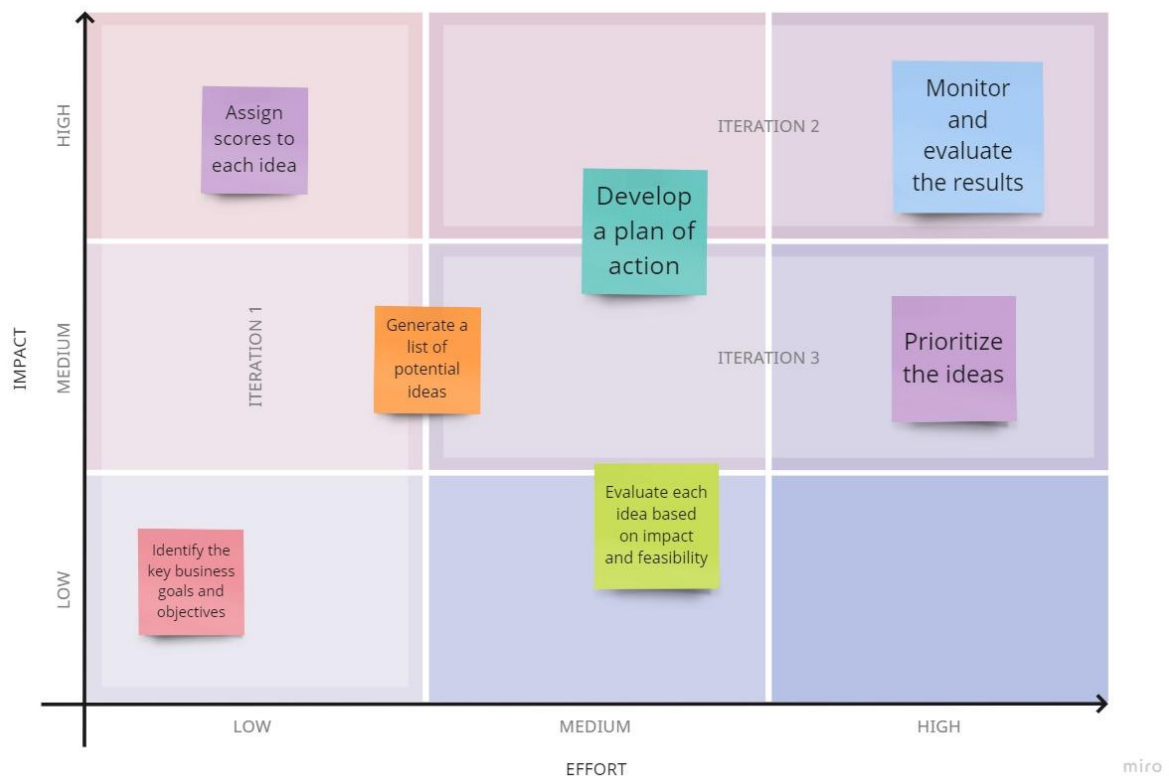 HIGH
Assign
scores to
each idea
ITERATION 2
Monitor
and
evaluate
the results
Develop
a plan of
action
IMPACT
MEDIUM
ITERATION 1
Generate a
list of
potential
ideas
ITERATION 3
Prioritize
the ideas
LOW
Identify the
key business
goals and
objectives
Evaluate each
idea based
on impact
and feasibility
LOW
MEDIUM
HIGH
EFFORT
miro